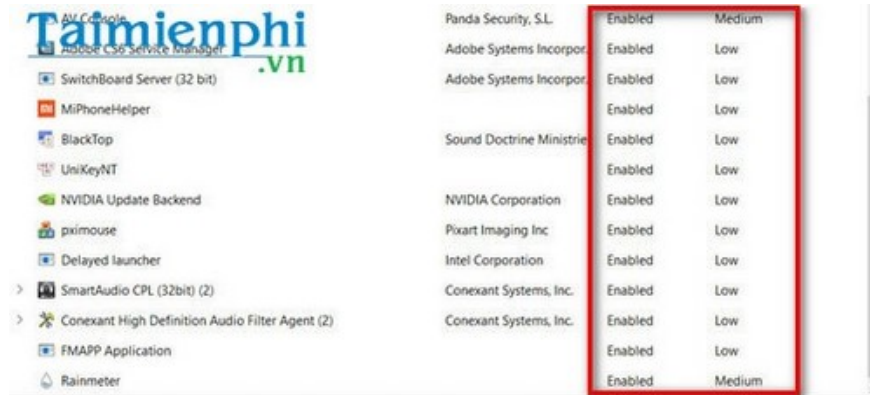 Taimienphi
.vn
AV Console Panda Security, S.L. Enabled Medium
Adobe CS6 Service Manager Adobe Systems Incorpor. Enabled Low
SwitchBoard Server (32 bit) Adobe Systems Incorpor. Enabled Low
MiPhoneHelper Enabled Low
BlackTop Sound Doctrine Ministrie Enabled Low
UniKeyNT Enabled Low
NVIDIA Update Backend NVIDIA Corporation Enabled Low
pximouse Pixart Imaging Inc Enabled Low
Delayed launcher Intel Corporation Enabled Low
SmartAudio CPL (32bit) (2) Conexant Systems, Inc. Enabled Low
Conexant High Definition Audio Filter Agent (2) Conexant Systems, Inc. Enabled Low
FMAPP Application Enabled Low
Rainmeter Enabled Medium